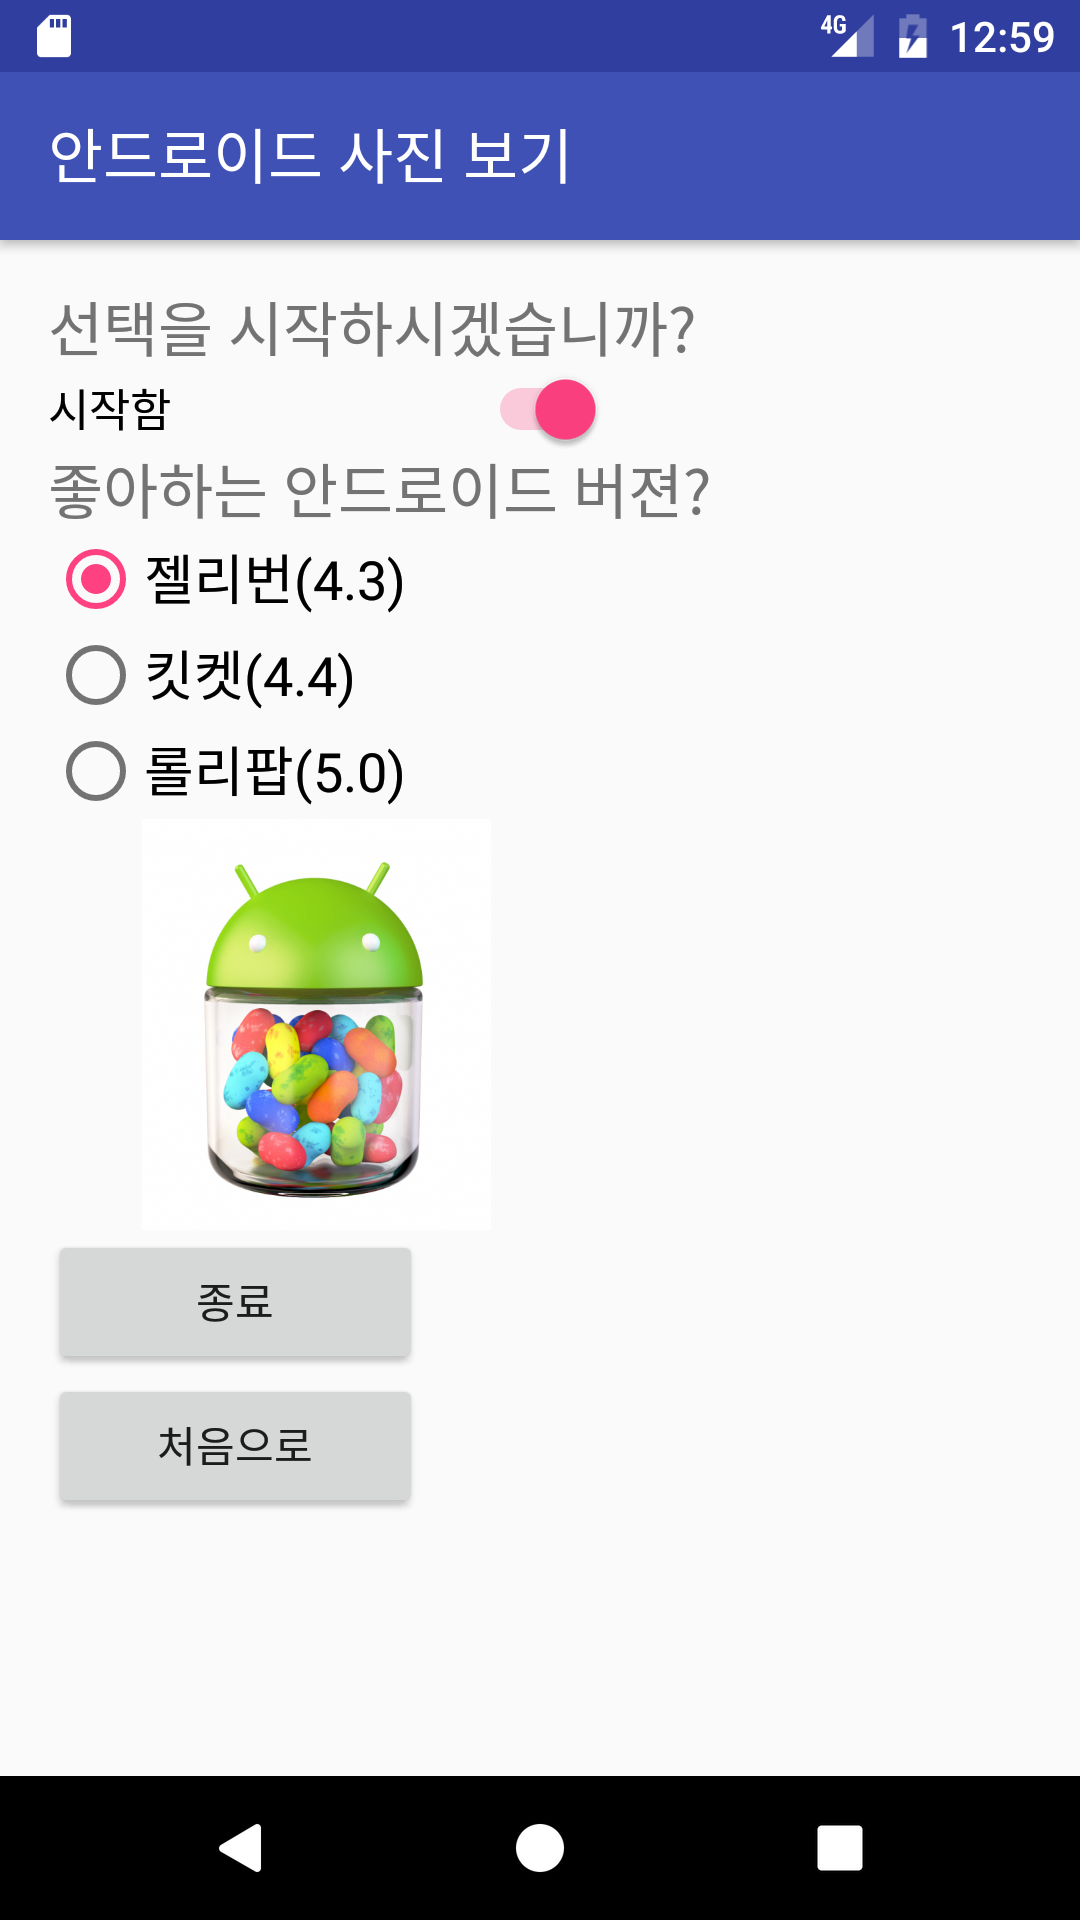 4G 12:59
안드로이드 사진 보기
선택을 시작하시겠습니까?
시작함
좋아하는 안드로이드 버젼?
젤리번(4.3)
킷켓(4.4)
롤리팝(5.0)
종료
처음으로